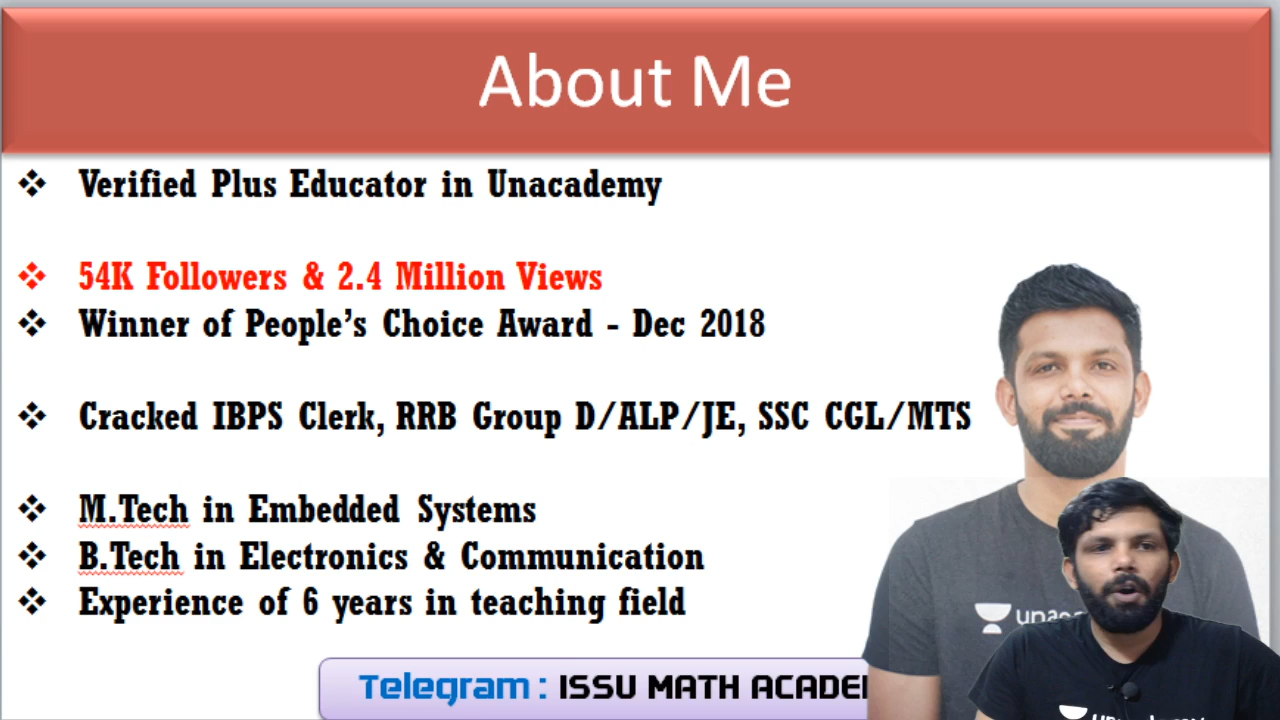 About Me
❖ Verified Plus Educator in Unacademy
❖ 54K Followers & 2.4 Million Views
❖ Winner of People’s Choice Award - Dec 2018
❖ Cracked IBPS Clerk, RRB Group D/ALP/JE, SSC CGL/MTS
❖ M.Tech in Embedded Systems
❖ B.Tech in Electronics & Communication
❖ Experience of 6 years in teaching field
Telegram : ISSU MATH